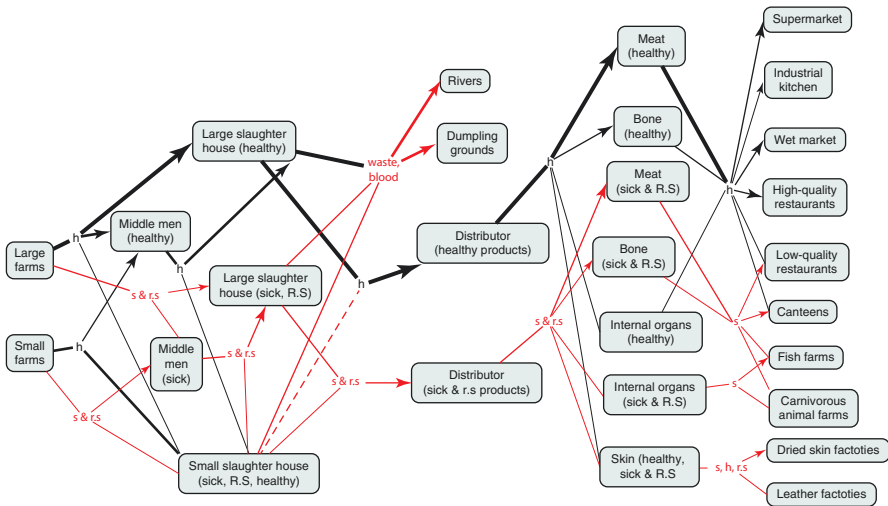 Large
farms
Small
farms
h
h
s & r.s
s & r.s
Middle men
(healthy)
h
Middle
men
(sick)
s & r.s
Large slaughter
house (healthy)
Large slaughter
house (sick, R.S)
Small slaughter house
(sick, R.S, healthy)
waste,
blood
Rivers
Dumpling
grounds
h
s & r.s
Distributor
(healthy products)
Distributor
(sick & r.s products)
h
s & r.s
Meat
(healthy)
Bone
(healthy)
Meat
(sick & R.S)
Bone
(sick & R.S)
Internal organs
(healthy)
Internal organs
(sick & R.S)
Skin (healthy,
sick & R.S
h
s
s
s, h, r.s
Supermarket
Industrial
kitchen
Wet market
High-quality
restaurants
Low-quality
restaurants
Canteens
Fish farms
Carnivorous
animal farms
Dried skin factoties
Leather factoties